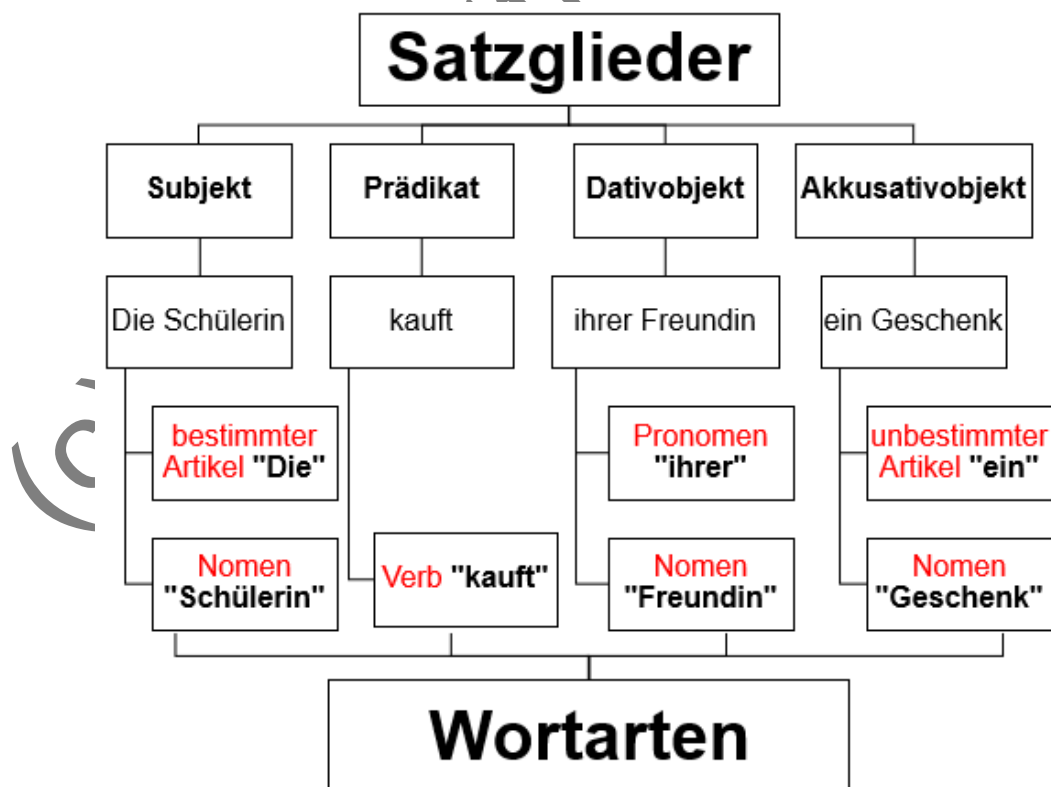 Satzglieder
Subjekt
Prädikat
Dativobjekt
Akkusativobjekt
Die Schülerin
kauft
ihrer Freundin
ein Geschenk
bestimmter
Artikel "Die"
Pronomen
"ihrer"
unbestimmter
Artikel "ein"
Nomen
"Schülerin"
Verb "kauft"
Nomen
"Freundin"
Nomen
"Geschenk"
Wortarten